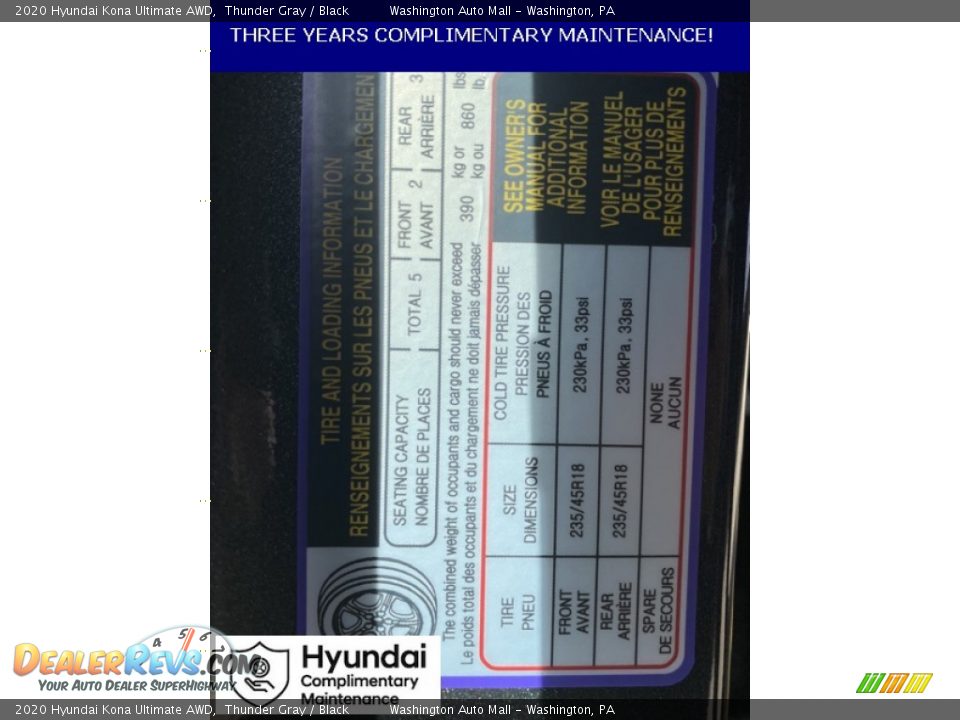 2020 Hyundai Kona Ultimate AWD, Thunder Gray / Black Washington Auto Mall - Washington, PA
THREE YEARS COMPLIMENTARY MAINTENANCE!
TIRE AND LOADING INFORMATION
RENSEIGNEMENTS SUR LES PNEUS ET LE CHARGEMEN
SEATING CAPACITY TOTAL 5 FRONT 2 REAR 3
NOMBRE DE PLACES AVANT ARRIÈRE
The combined weight of occupants and cargo should never exceed 390 kg or 860 lbs
Le poids total des occupants et du chargement ne doit jamais dépasser kg ou lb.
TIRE SIZE COLD TIRE PRESSURE
PNEU DIMENSIONS PRESSION DES
PNEUS À FROID
FRONT 235/45R18 230kPa, 33psi
AVANT
REAR 235/45R18 230kPa, 33psi
ARRIÈRE
SPARE NONE
DE SECOURS AUCUN
SEE OWNER'S
MANUAL FOR
ADDITIONAL
INFORMATION
VOIR LE MANUEL
DE L'USAGER
POUR PLUS DE
RENSEIGNEMENTS
4 5 6
DEALERREVS.COM
YOUR AUTO DEALER SUPERHIGHWAY
Hyundai
Complimentary
Maintenance
2020 Hyundai Kona Ultimate AWD, Thunder Gray / Black Washington Auto Mall - Washington, PA